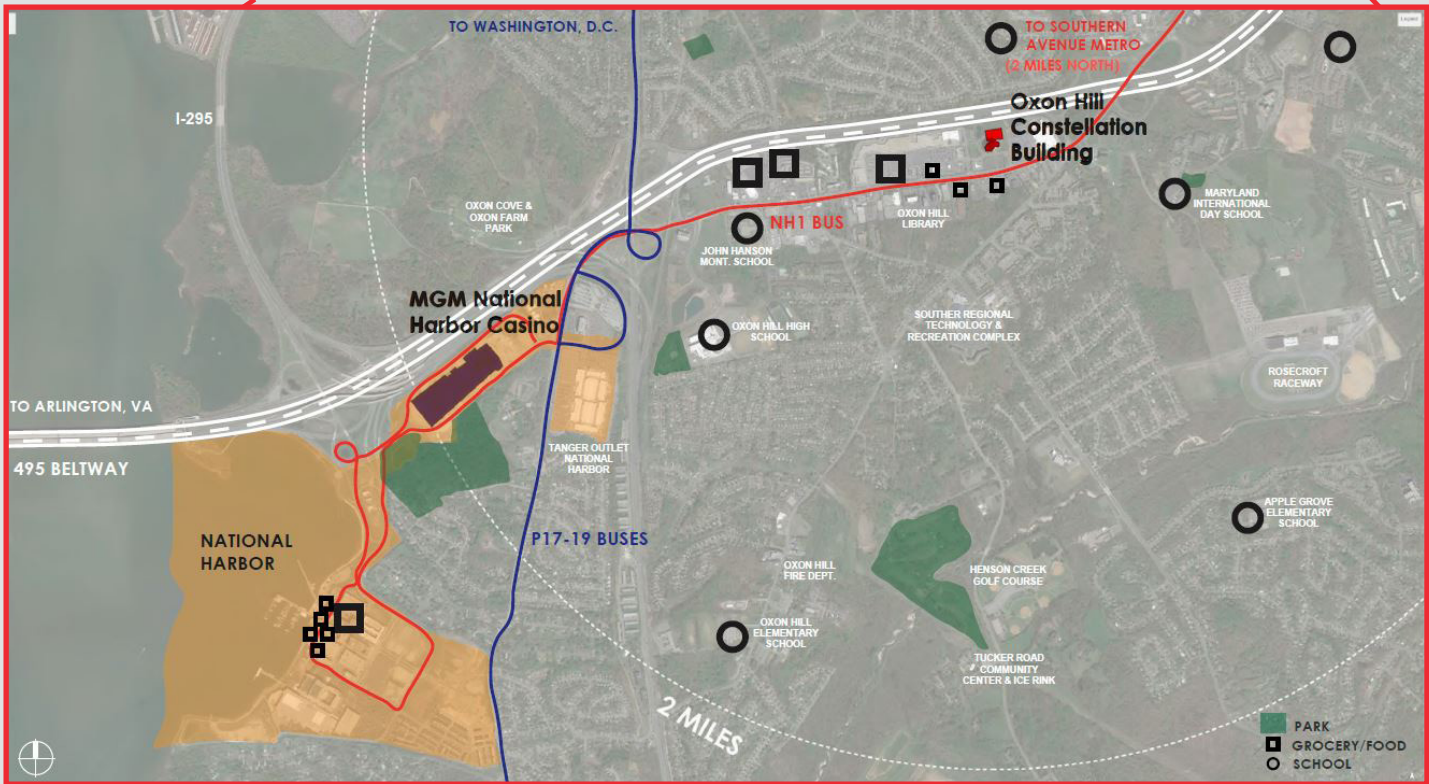 TO WASHINGTON, D.C.
TO SOUTHERN
AVENUE METRO
(2 MILES NORTH)
Legend
I-295
Oxon Hill
Constellation
Building
OXON COVE &
OXON FARM
PARK
NH1 BUS
OXON HILL
LIBRARY
MARYLAND
INTERNATIONAL
DAY SCHOOL
JOHN HANSON
MONT. SCHOOL
MGM National
Harbor Casino
OXON HILL HIGH
SCHOOL
SOUTHER REGIONAL
TECHNOLOGY &
RECREATION COMPLEX
ROSECROFT
RACEWAY
TO ARLINGTON, VA
495 BELTWAY
TANGER OUTLET
NATIONAL
HARBOR
NATIONAL
HARBOR
P17-19 BUSES
APPLE GROVE
ELEMENTARY
SCHOOL
OXON HILL
FIRE DEPT.
HENSON CREEK
GOLF COURSE
OXON HILL
ELEMENTARY
SCHOOL
TUCKER ROAD
COMMUNITY
CENTER & ICE RINK
2 MILES
PARK
GROCERY/FOOD
SCHOOL